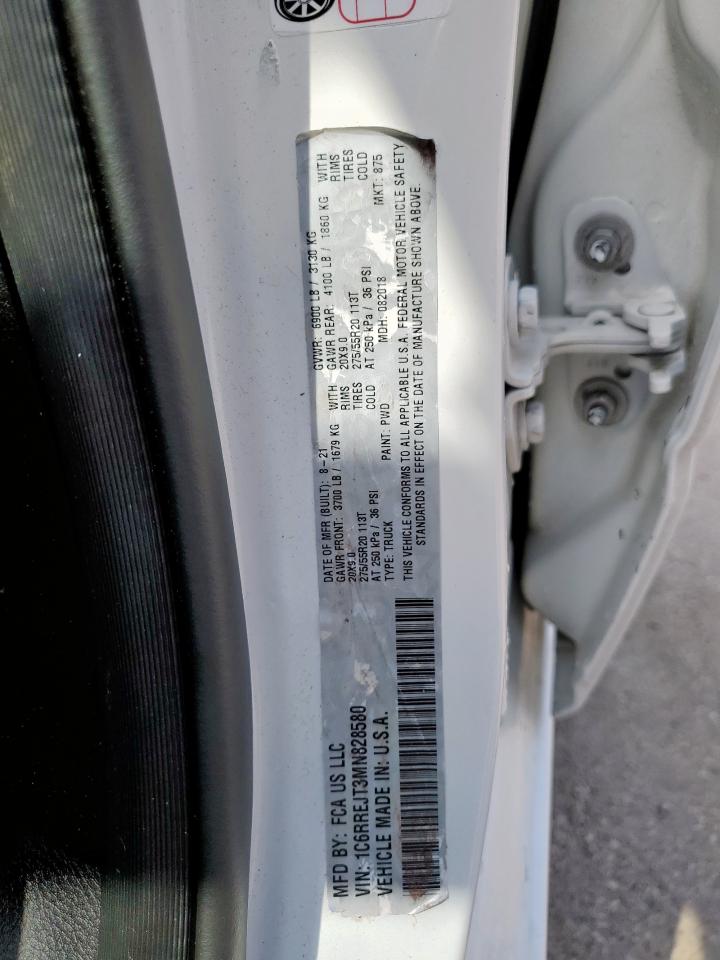 MFD BY: FCA US LLC
VIN: 1C6RREJT3MN828580
VEHICLE MADE IN: U.S.A.
DATE OF MFR (BUILT): 8-21 GVWR: 6900 LB / 3130 KG
GAWR FRONT: 3700 LB / 1679 KG WITH GAWR REAR: 4100 LB / 1860 KG WITH
20X9.0 RIMS 20X9.0 RIMS
275/55R20 113T TIRES 275/55R20 113T TIRES
AT 250 kPa / 36 PSI COLD AT 250 kPa / 36 PSI COLD
TYPE: TRUCK PAINT: PWD MDH: 082018 MKT: 875
THIS VEHICLE CONFORMS TO ALL APPLICABLE U.S.A. FEDERAL MOTOR VEHICLE SAFETY
STANDARDS IN EFFECT ON THE DATE OF MANUFACTURE SHOWN ABOVE.